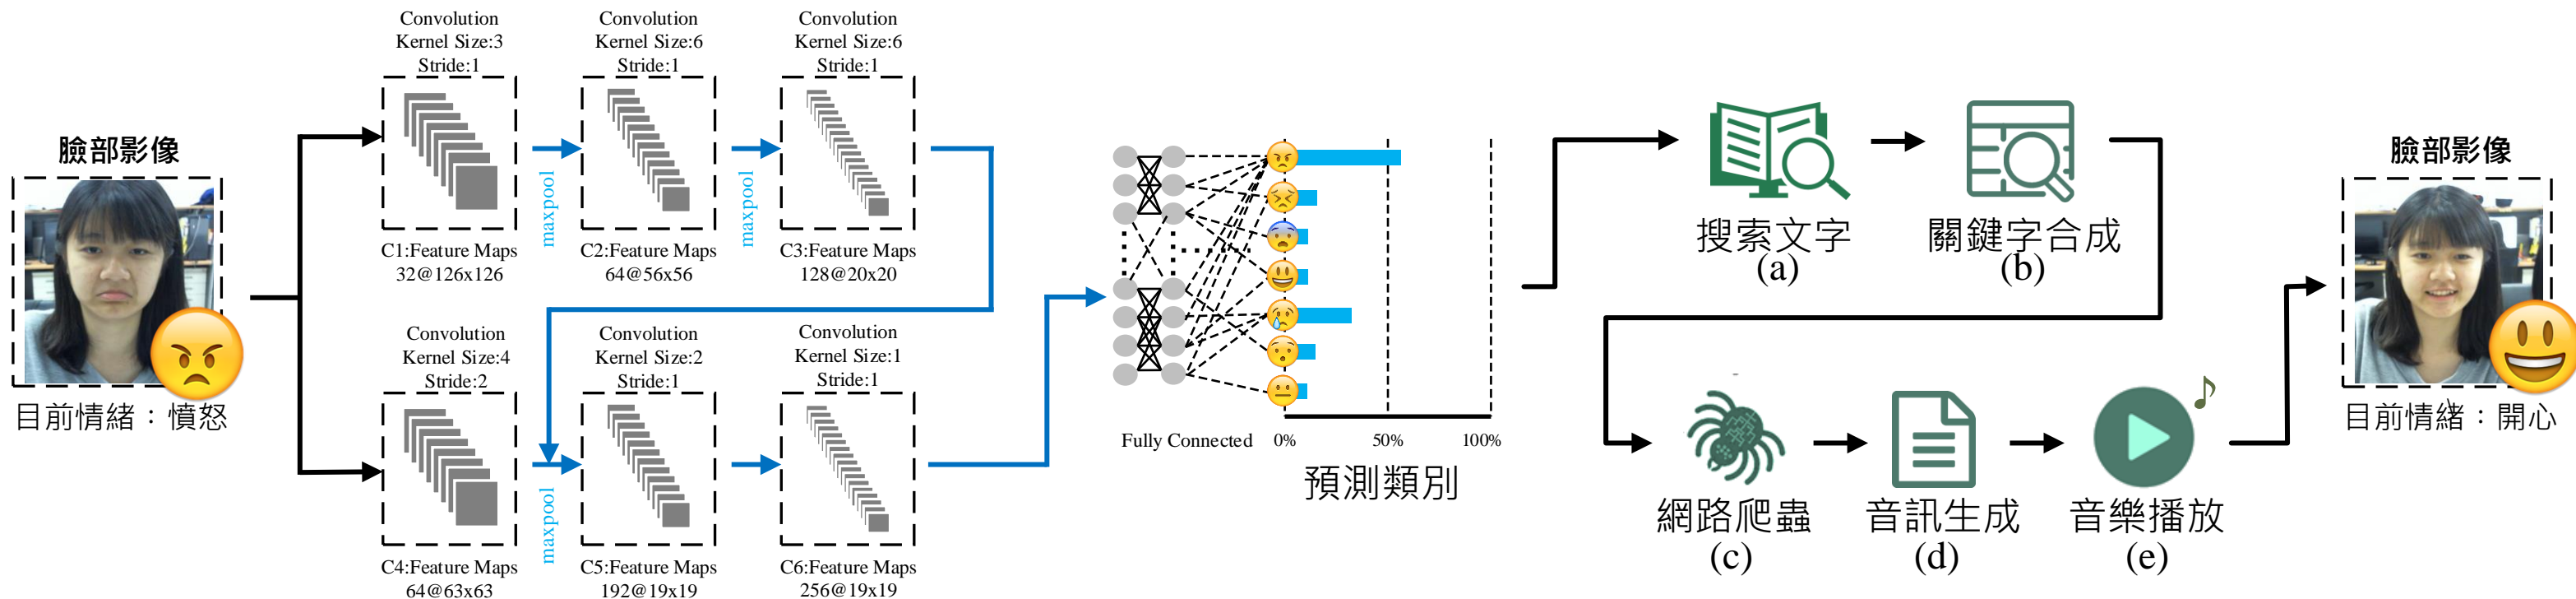 臉部影像
目前情緒：憤怒
Convolution
Kernel Size:3
Stride:1
C1:Feature Maps
32@126x126
maxpool
Convolution
Kernel Size:6
Stride:1
C2:Feature Maps
64@56x56
maxpool
Convolution
Kernel Size:6
Stride:1
C3:Feature Maps
128@20x20
Convolution
Kernel Size:4
Stride:2
C4:Feature Maps
64@63x63
maxpool
Convolution
Kernel Size:2
Stride:1
C5:Feature Maps
192@19x19
Convolution
Kernel Size:1
Stride:1
C6:Feature Maps
256@19x19
Fully Connected
0%
50%
100%
預測類別
搜索文字
(a)
關鍵字合成
(b)
網路爬蟲
(c)
音訊生成
(d)
音樂播放
(e)
臉部影像
目前情緒：開心